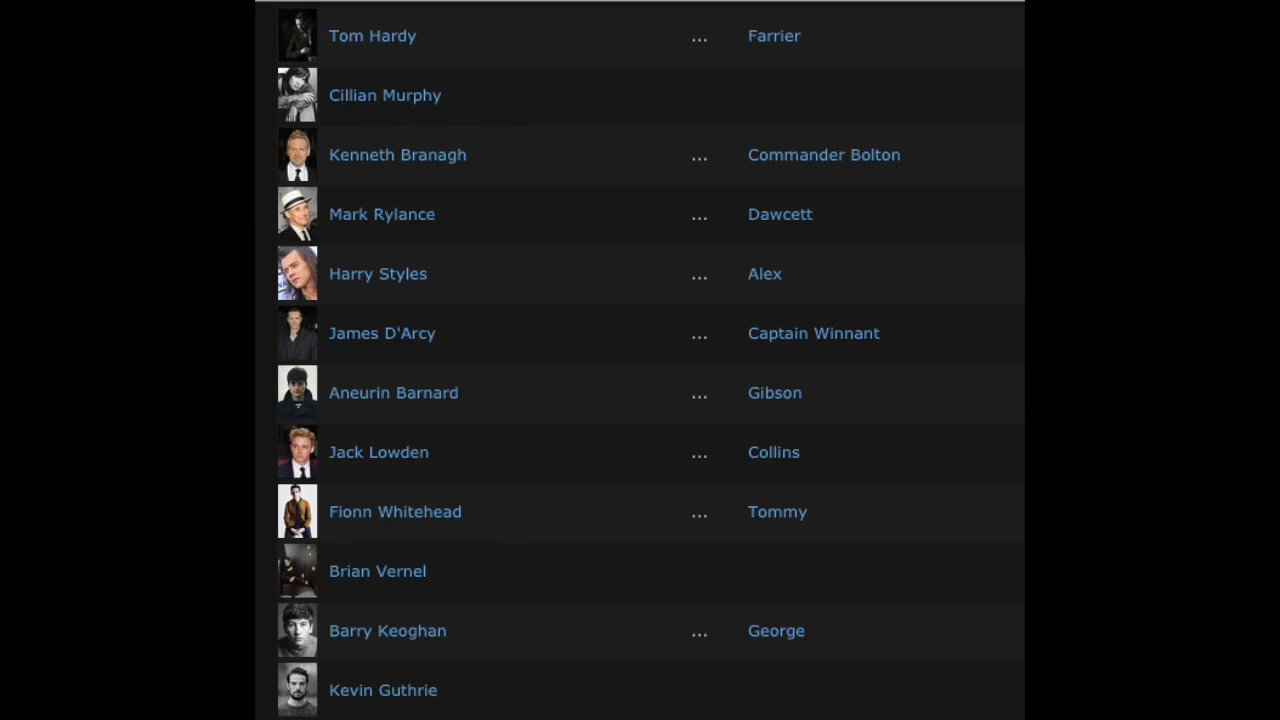 Tom Hardy ... Farrier
Cillian Murphy
Kenneth Branagh ... Commander Bolton
Mark Rylance ... Dawcett
Harry Styles ... Alex
James D'Arcy ... Captain Winnant
Aneurin Barnard ... Gibson
Jack Lowden ... Collins
Fionn Whitehead ... Tommy
Brian Vernel
Barry Keoghan ... George
Kevin Guthrie